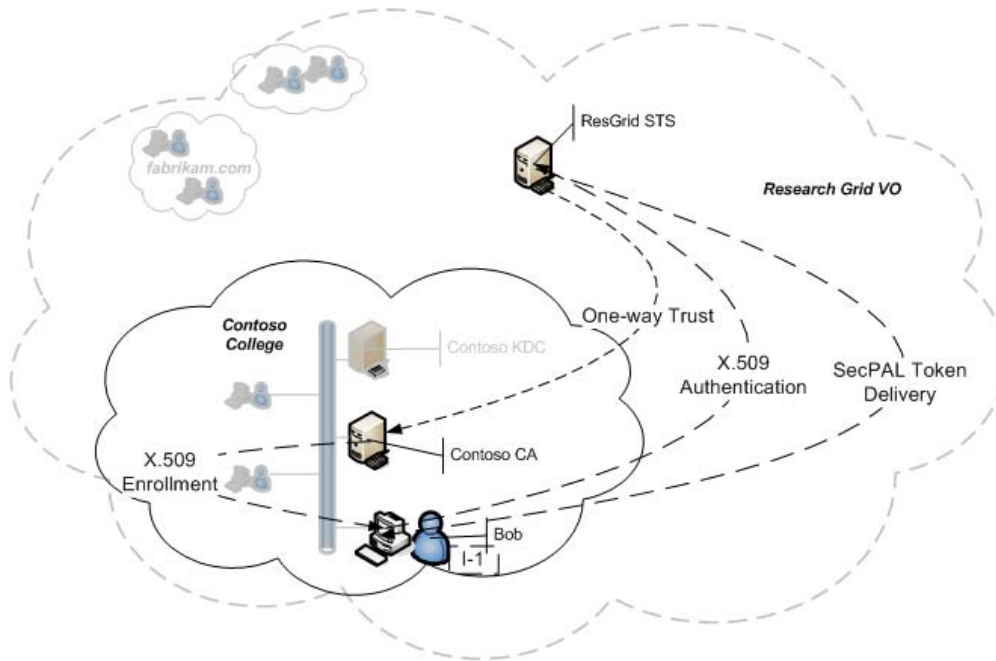 fabrikam.com
ResGrid STS
Research Grid VO
Contoso
College
One-way Trust
Contoso KDC
X.509
Authentication
SecPAL Token
Delivery
X.509
Enrollment
Contoso CA
Bob
I-1